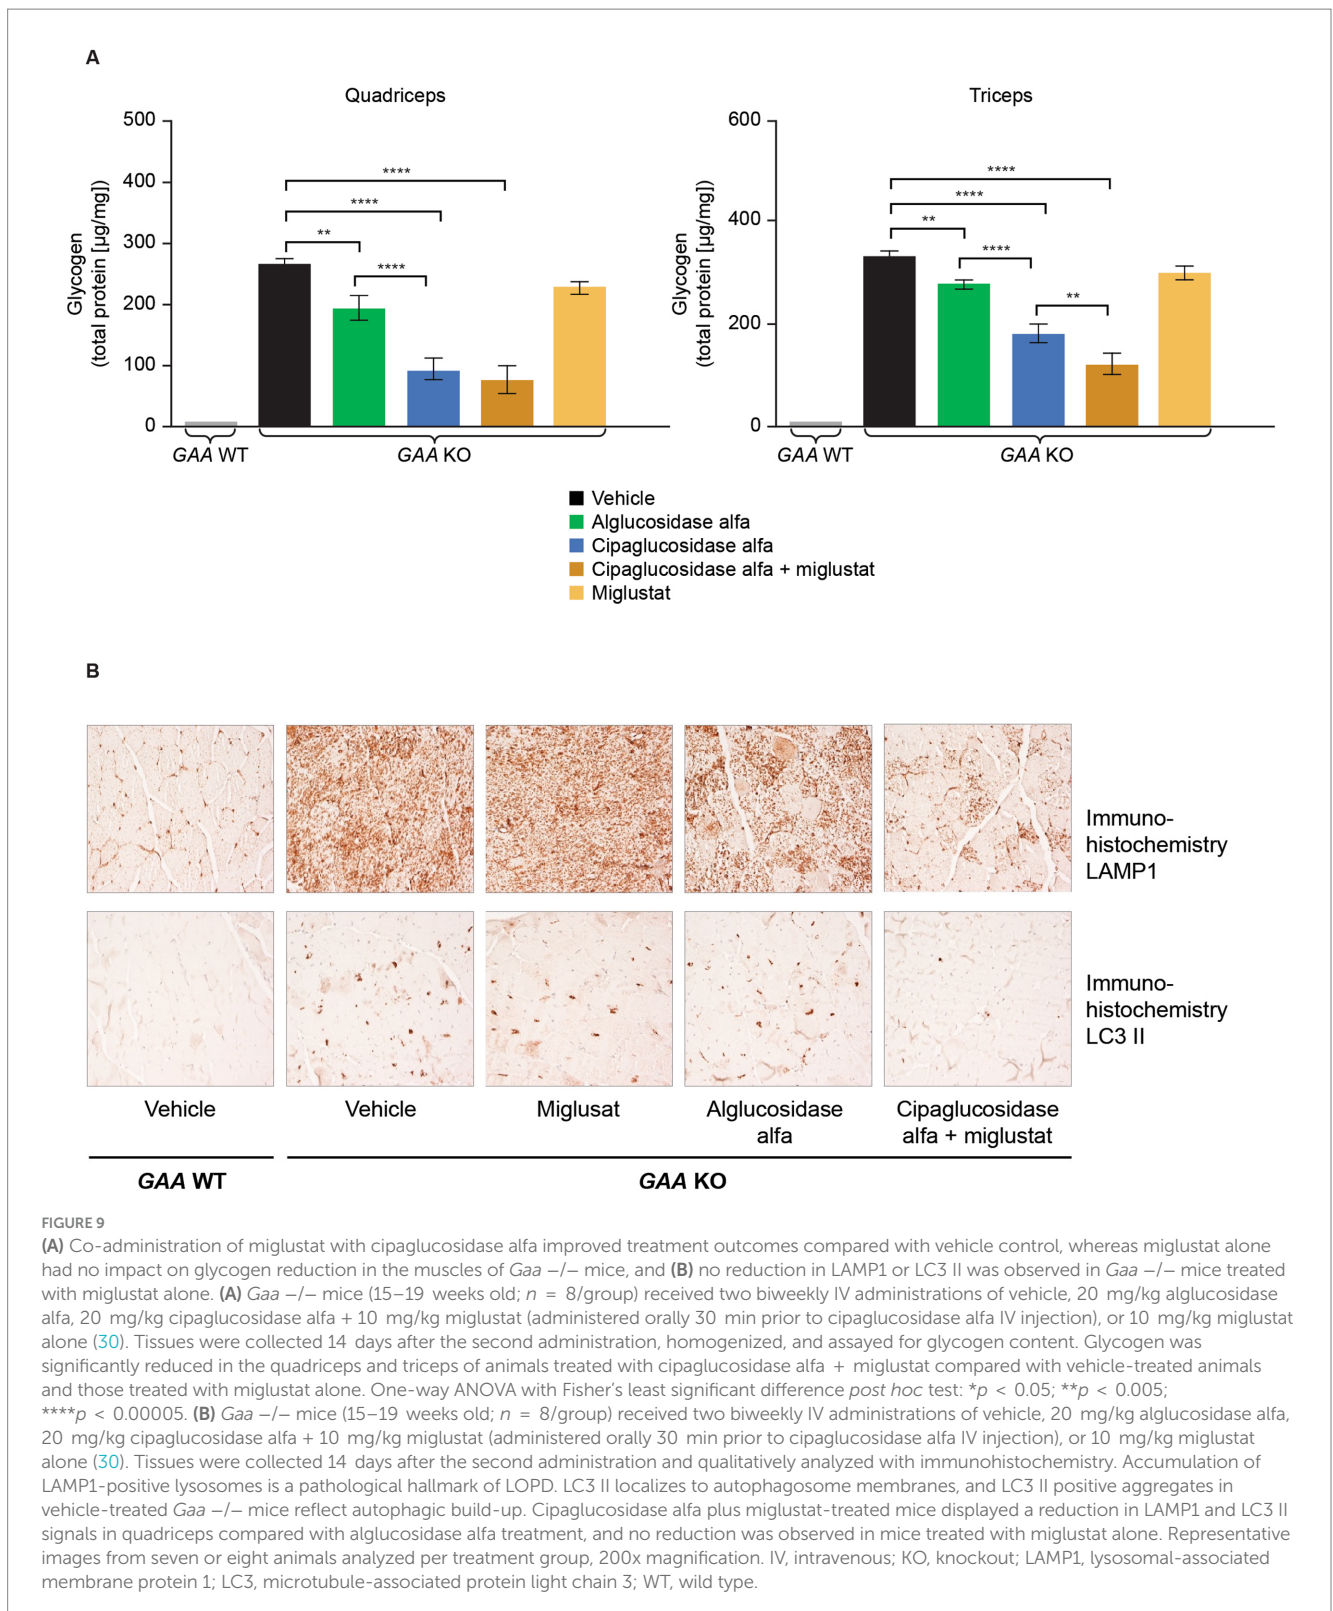 A
Quadriceps
Triceps
500
400
300
200
100
0
Glycogen
(total protein [µg/mg])
****
****
**
****
GAA WT
GAA KO
600
400
200
0
Glycogen
(total protein [µg/mg])
****
****
**
****
**
GAA WT
GAA KO
Vehicle
Alglucosidase alfa
Cipaglucosidase alfa
Cipaglucosidase alfa + miglustat
Miglustat
B
Immuno-
histochemistry
LAMP1
Immuno-
histochemistry
LC3 II
Vehicle
Vehicle
Miglusat
Alglucosidase
alfa
Cipaglucosidase
alfa + miglustat
GAA WT
GAA KO
FIGURE 9
(A) Co-administration of miglustat with cipaglucosidase alfa improved treatment outcomes compared with vehicle control, whereas miglustat alone
had no impact on glycogen reduction in the muscles of Gaa −/− mice, and (B) no reduction in LAMP1 or LC3 II was observed in Gaa −/− mice treated
with miglustat alone. (A) Gaa −/− mice (15–19 weeks old; n = 8/group) received two biweekly IV administrations of vehicle, 20 mg/kg alglucosidase
alfa, 20 mg/kg cipaglucosidase alfa + 10 mg/kg miglustat (administered orally 30 min prior to cipaglucosidase alfa IV injection), or 10 mg/kg miglustat
alone (30). Tissues were collected 14 days after the second administration, homogenized, and assayed for glycogen content. Glycogen was
significantly reduced in the quadriceps and triceps of animals treated with cipaglucosidase alfa + miglustat compared with vehicle-treated animals
and those treated with miglustat alone. One-way ANOVA with Fisher's least significant difference post hoc test: *p < 0.05; **p < 0.005;
****p < 0.00005. (B) Gaa −/− mice (15–19 weeks old; n = 8/group) received two biweekly IV administrations of vehicle, 20 mg/kg alglucosidase alfa,
20 mg/kg cipaglucosidase alfa + 10 mg/kg miglustat (administered orally 30 min prior to cipaglucosidase alfa IV injection), or 10 mg/kg miglustat
alone (30). Tissues were collected 14 days after the second administration and qualitatively analyzed with immunohistochemistry. Accumulation of
LAMP1-positive lysosomes is a pathological hallmark of LOPD. LC3 II localizes to autophagosome membranes, and LC3 II positive aggregates in
vehicle-treated Gaa −/− mice reflect autophagic build-up. Cipaglucosidase alfa plus miglustat-treated mice displayed a reduction in LAMP1 and LC3 II
signals in quadriceps compared with alglucosidase alfa treatment, and no reduction was observed in mice treated with miglustat alone. Representative
images from seven or eight animals analyzed per treatment group, 200x magnification. IV, intravenous; KO, knockout; LAMP1, lysosomal-associated
membrane protein 1; LC3, microtubule-associated protein light chain 3; WT, wild type.